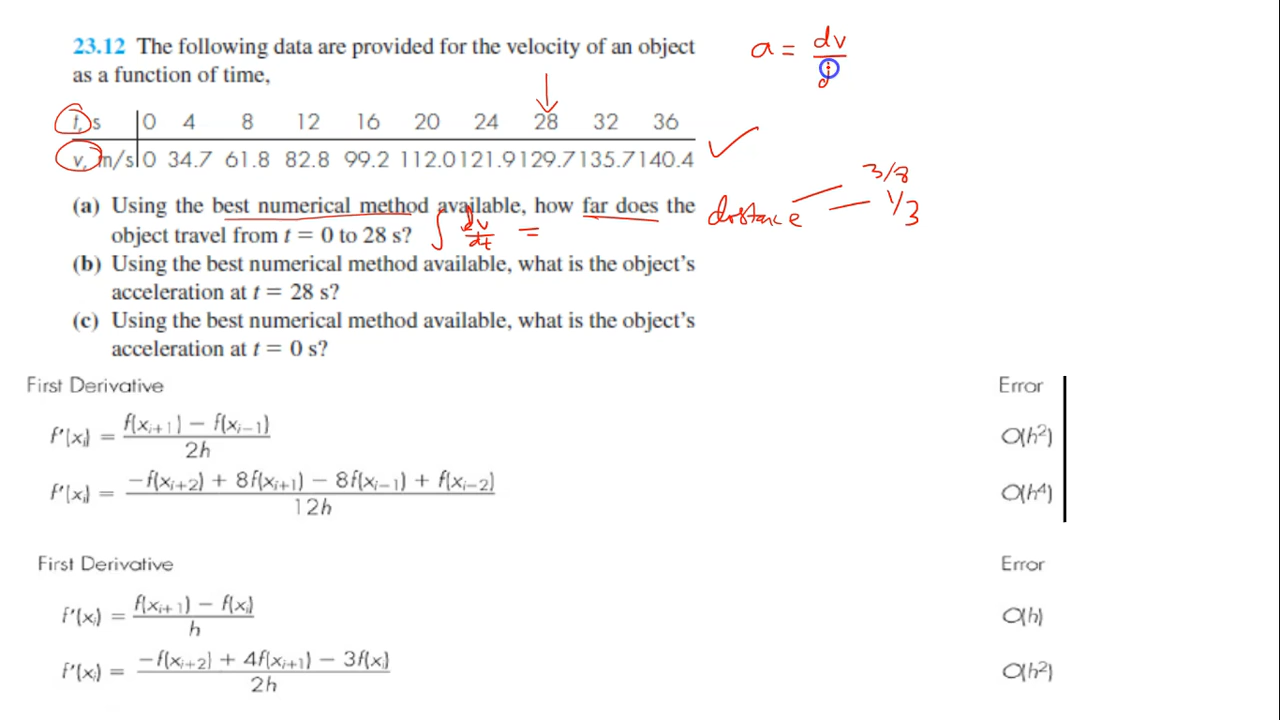 23.12 The following data are provided for the velocity of an object
as a function of time,
a = dv
t, s 0 4 8 12 16 20 24 28 32 36
v, m/s 0 34.7 61.8 82.8 99.2 112.0 121.9 129.7 135.7 140.4
(a) Using the best numerical method available, how far does the
object travel from t = 0 to 28 s?
∫ dv/dt =
distance 3/8
1/3
(b) Using the best numerical method available, what is the object's
acceleration at t = 28 s?
(c) Using the best numerical method available, what is the object's
acceleration at t = 0 s?
First Derivative Error
f'(xᵢ) = f(xᵢ₊₁) − f(xᵢ₋₁) / 2h O(h²)
f'(xᵢ) = −f(xᵢ₊₂) + 8f(xᵢ₊₁) − 8f(xᵢ₋₁) + f(xᵢ₋₂) / 12h O(h⁴)
First Derivative Error
f'(xᵢ) = f(xᵢ₊₁) − f(xᵢ) / h O(h)
f'(xᵢ) = −f(xᵢ₊₂) + 4f(xᵢ₊₁) − 3f(xᵢ) / 2h O(h²)